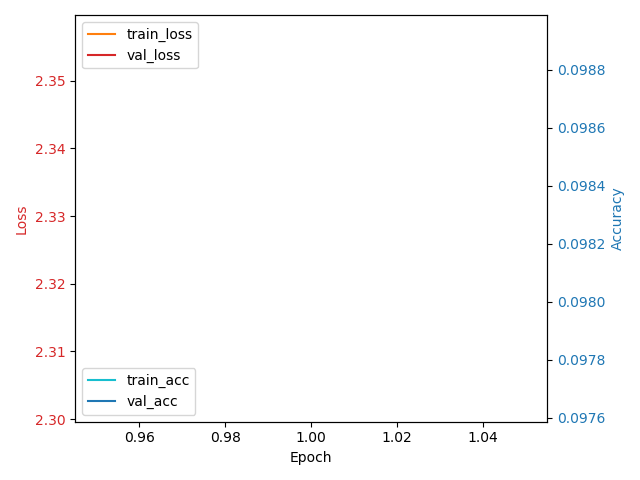 train_loss
val_loss
2.35
2.34
2.33
2.32
2.31
2.30
Loss
0.0988
0.0986
0.0984
0.0982
0.0980
0.0978
0.0976
Accuracy
train_acc
val_acc
0.96 0.98 1.00 1.02 1.04
Epoch